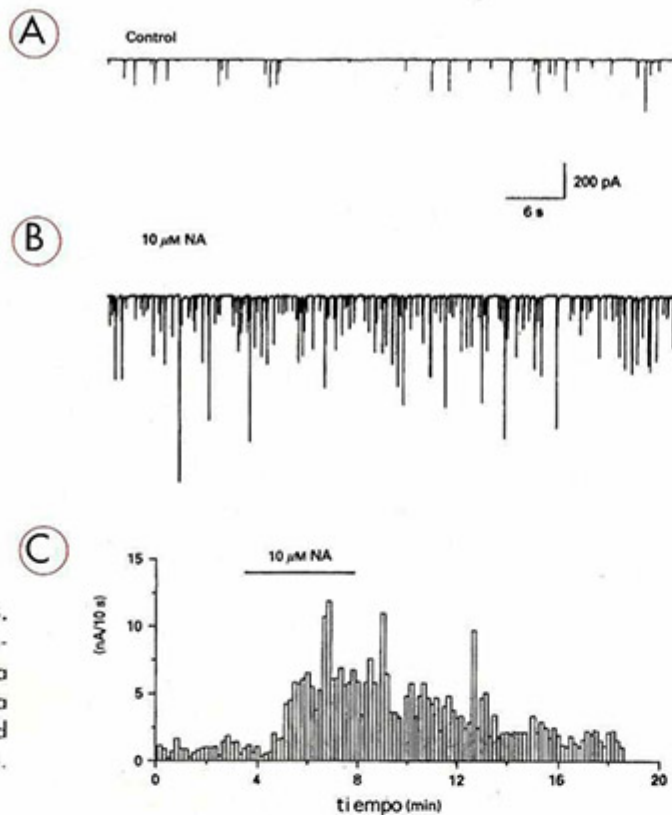 A
Control
200 pA
6 s
B
10 μM NA
C
10 μM NA
15
10
5
0
(nA/10 s)
0 4 8 12 16 20
tiempo (min)
a
a
d